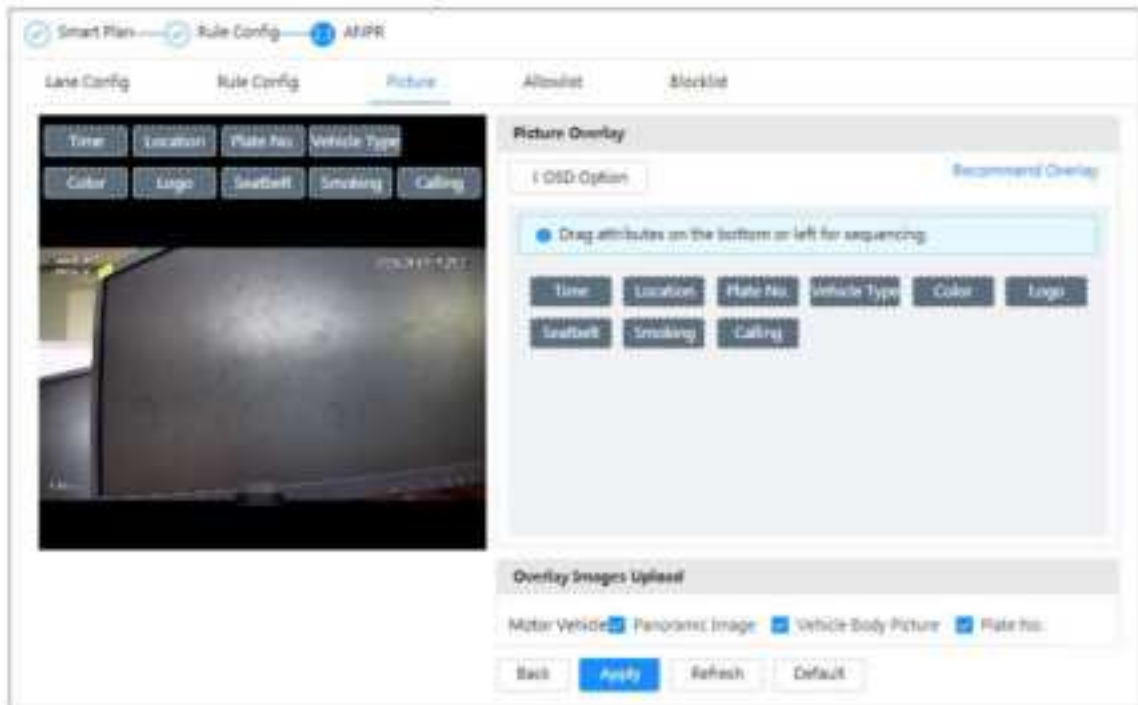 Smart Plan Rule Config ANPR
Lane Config Rule Config Picture Allowlist Blocklist
Time Location Plate No. Vehicle Type
Color Logo Seatbelt Smoking Calling
Picture Overlay
OSD Option Recommend Overlay
Drag attributes on the bottom or left for sequencing.
Time Location Plate No. Vehicle Type Color Logo
Seatbelt Smoking Calling
Overlay Images Upload
Motor Vehicle Panoramic Image Vehicle Body Picture Plate No.
Back Apply Refresh Default